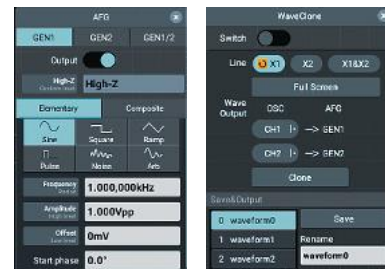 AFG
GEN1 GEN2 GEN1/2
Output
High-Z High-Z
Elementary Composite
Sine Square Ramp
Pulse Noise Arb
Frequency 1.000,000kHz
Amplitude 1.000Vpp
Offset 0mV
Start phase 0.0°
WaveClone
Switch
Line X1 X2 X1&X2
Full Screen
Wave Output OSC AFG
CH1 —> GEN1
CH2 —> GEN2
Clone
Save&Output
0 waveform0 Save
1 waveform1 Rename
2 waveform2 waveform0